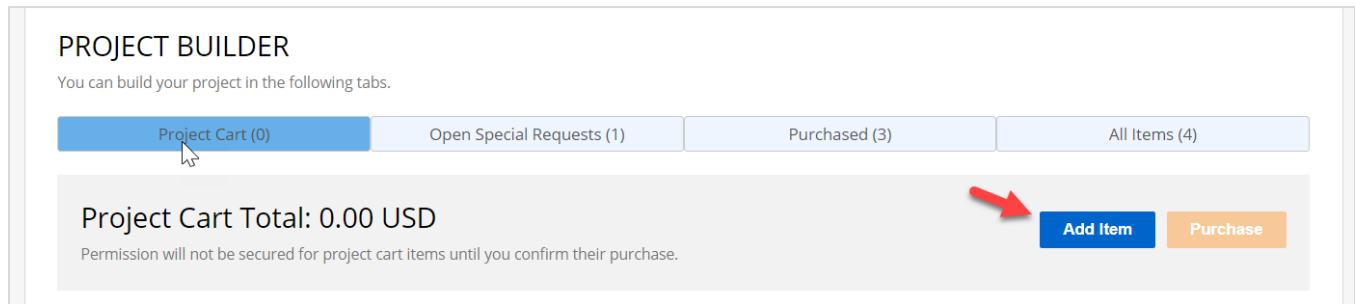 PROJECT BUILDER
You can build your project in the following tabs.
Project Cart (0) Open Special Requests (1) Purchased (3) All Items (4)
Project Cart Total: 0.00 USD
Add Item Purchase
Permission will not be secured for project cart items until you confirm their purchase.